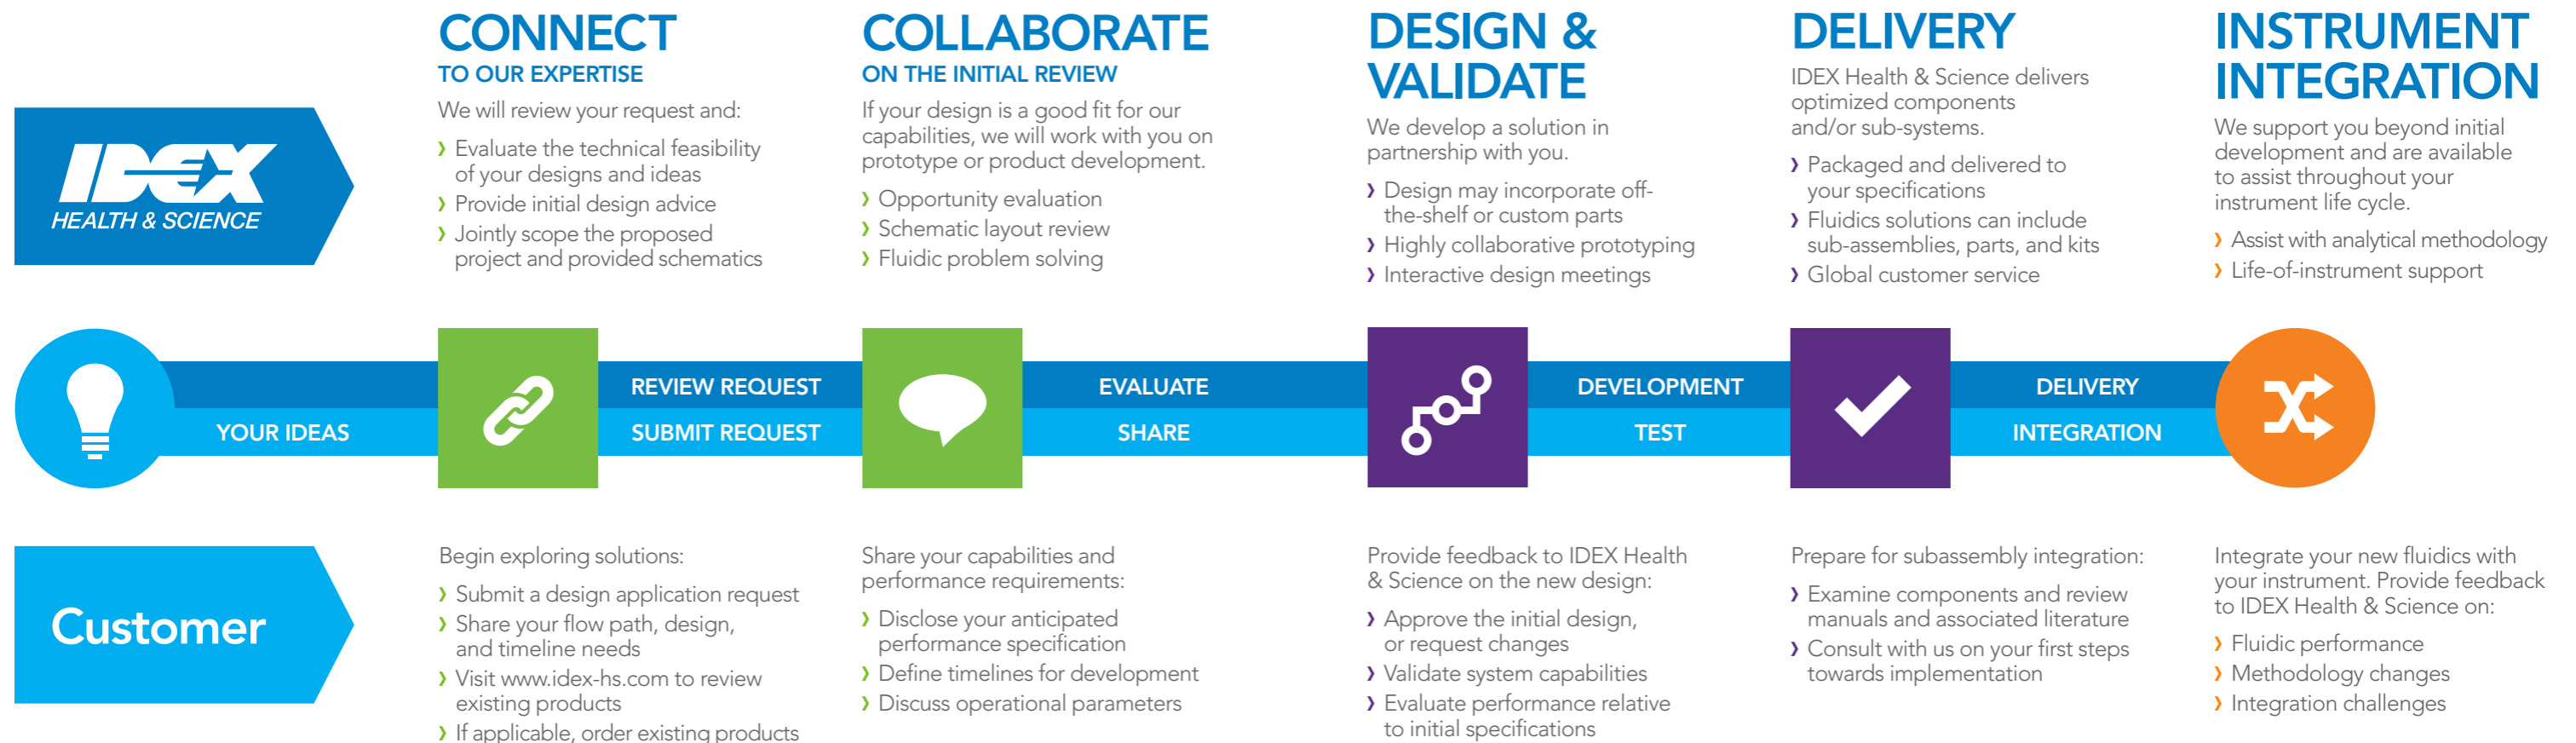 IDEX
HEALTH & SCIENCE
CONNECT
TO OUR EXPERTISE
We will review your request and:
› Evaluate the technical feasibility
of your designs and ideas
› Provide initial design advice
› Jointly scope the proposed
project and provided schematics
COLLABORATE
ON THE INITIAL REVIEW
If your design is a good fit for our
capabilities, we will work with you on
prototype or product development.
› Opportunity evaluation
› Schematic layout review
› Fluidic problem solving
DESIGN &
VALIDATE
We develop a solution in
partnership with you.
› Design may incorporate off-
the-shelf or custom parts
› Highly collaborative prototyping
› Interactive design meetings
DELIVERY
IDEX Health & Science delivers
optimized components
and/or sub-systems.
› Packaged and delivered to
your specifications
› Fluidics solutions can include
sub-assemblies, parts, and kits
› Global customer service
INSTRUMENT
INTEGRATION
We support you beyond initial
development and are available
to assist throughout your
instrument life cycle.
› Assist with analytical methodology
› Life-of-instrument support
YOUR IDEAS
REVIEW REQUEST
SUBMIT REQUEST
EVALUATE
SHARE
DEVELOPMENT
TEST
DELIVERY
INTEGRATION
Customer
Begin exploring solutions:
› Submit a design application request
› Share your flow path, design,
and timeline needs
› Visit www.idex-hs.com to review
existing products
› If applicable, order existing products
Share your capabilities and
performance requirements:
› Disclose your anticipated
performance specification
› Define timelines for development
› Discuss operational parameters
Provide feedback to IDEX Health
& Science on the new design:
› Approve the initial design,
or request changes
› Validate system capabilities
› Evaluate performance relative
to initial specifications
Prepare for subassembly integration:
› Examine components and review
manuals and associated literature
› Consult with us on your first steps
towards implementation
Integrate your new fluidics with
your instrument. Provide feedback
to IDEX Health & Science on:
› Fluidic performance
› Methodology changes
› Integration challenges